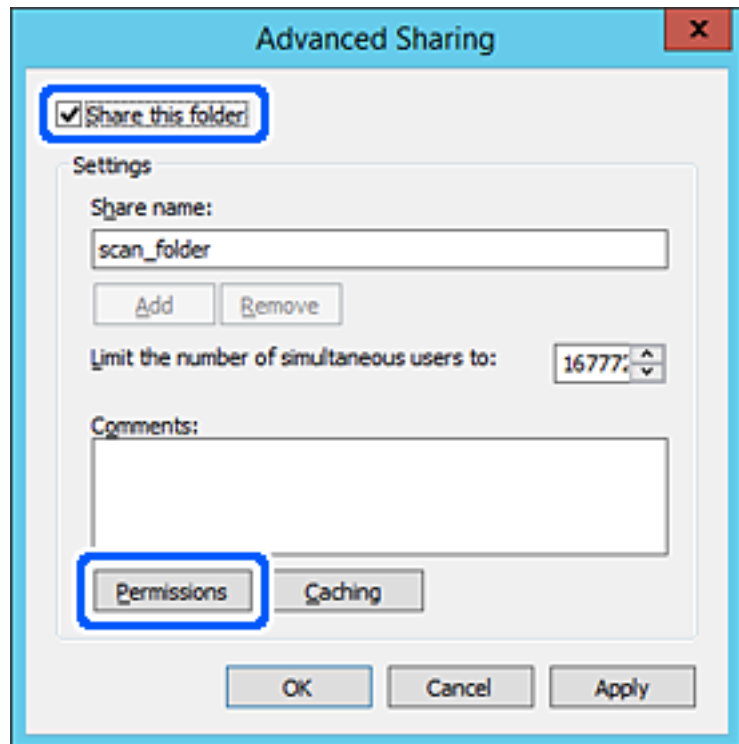 Advanced Sharing
x
Share this folder
Settings
Share name:
scan_folder
Add Remove
Limit the number of simultaneous users to:
Comments:
Permissions Caching
OK Cancel Apply